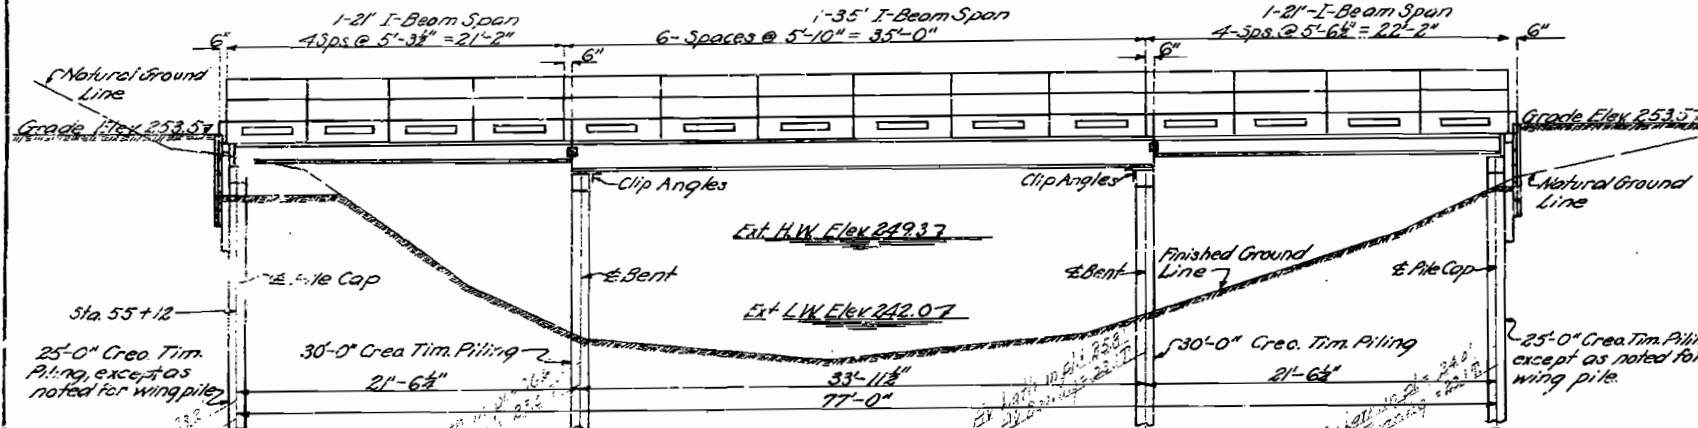 1-21' I-Beam Span
4 Sps @ 5'-3½" = 21'-2"
1-35' I-Beam Span
6- Spaces @ 5'-10" = 35'-0"
1-21'-I-Beam Span
4-Sps. @ 5'-6½" = 22'-2"
6"
6"
6"
6"
Natural Ground
Line
Grade Elev 253.57
Grade Elev 253.57
Clip Angles
Clip Angles
Natural Ground
Line
Ext. H.W. Elev 249.37
Finished Ground
Line
℄ Pile Cap
℄ Bent
℄ Bent
℄ Pile Cap
Sta. 55+12
Ext L.W. Elev 242.07
25'-0" Creo. Tim.
Piling, except as
noted for wing pile
30'-0" Creo Tim. Piling
30'-0" Creo. Tim. Piling
25'-0" Creo. Tim. Pilin
except as noted for
wing pile.
21'-6½"
33'-11½"
21'-6½"
77'-0"